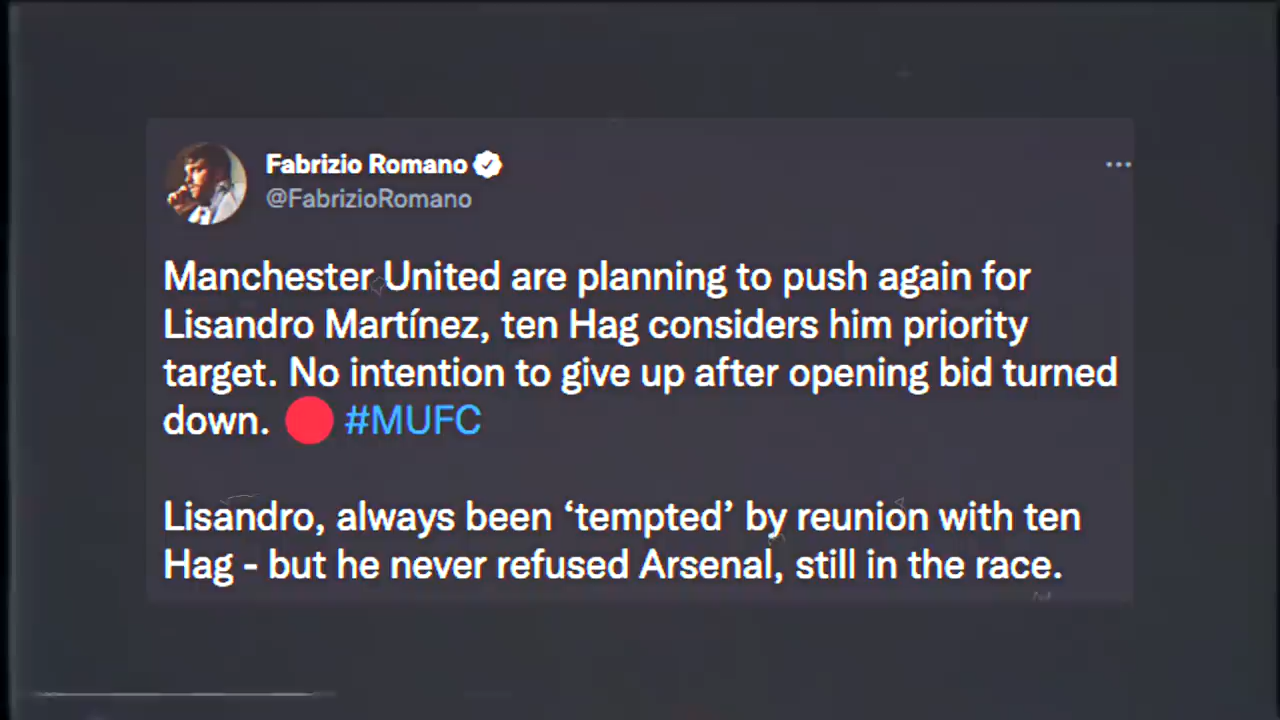 Fabrizio Romano
@FabrizioRomano
Manchester United are planning to push again for
Lisandro Martínez, ten Hag considers him priority
target. No intention to give up after opening bid turned
down. 🔴 #MUFC
Lisandro, always been ‘tempted’ by reunion with ten
Hag - but he never refused Arsenal, still in the race.